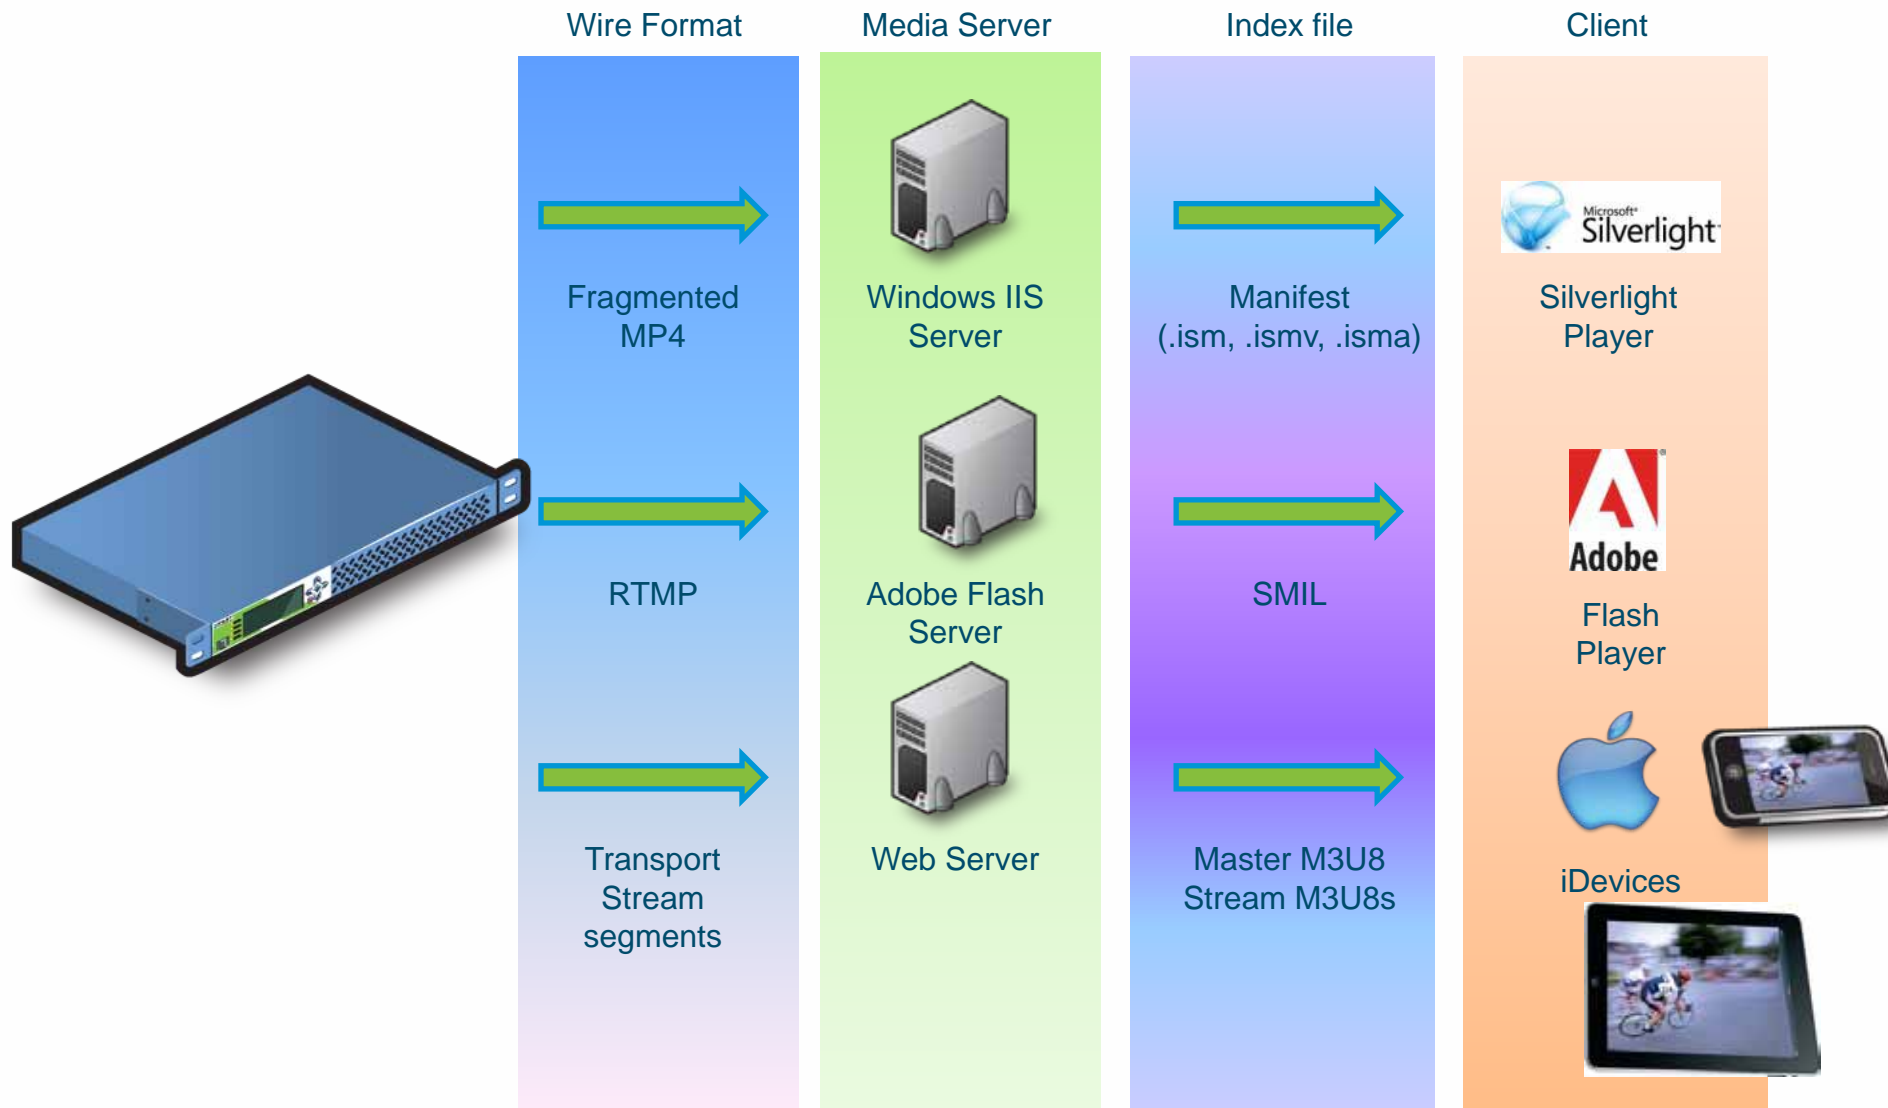 Wire Format
Media Server
Index file
Client
Microsoft®
Silverlight™
Fragmented
MP4
Windows IIS
Server
Manifest
(.ism, .ismv, .isma)
Silverlight
Player
Adobe
RTMP
Adobe Flash
Server
SMIL
Flash
Player
Transport
Stream
segments
Web Server
Master M3U8
Stream M3U8s
iDevices